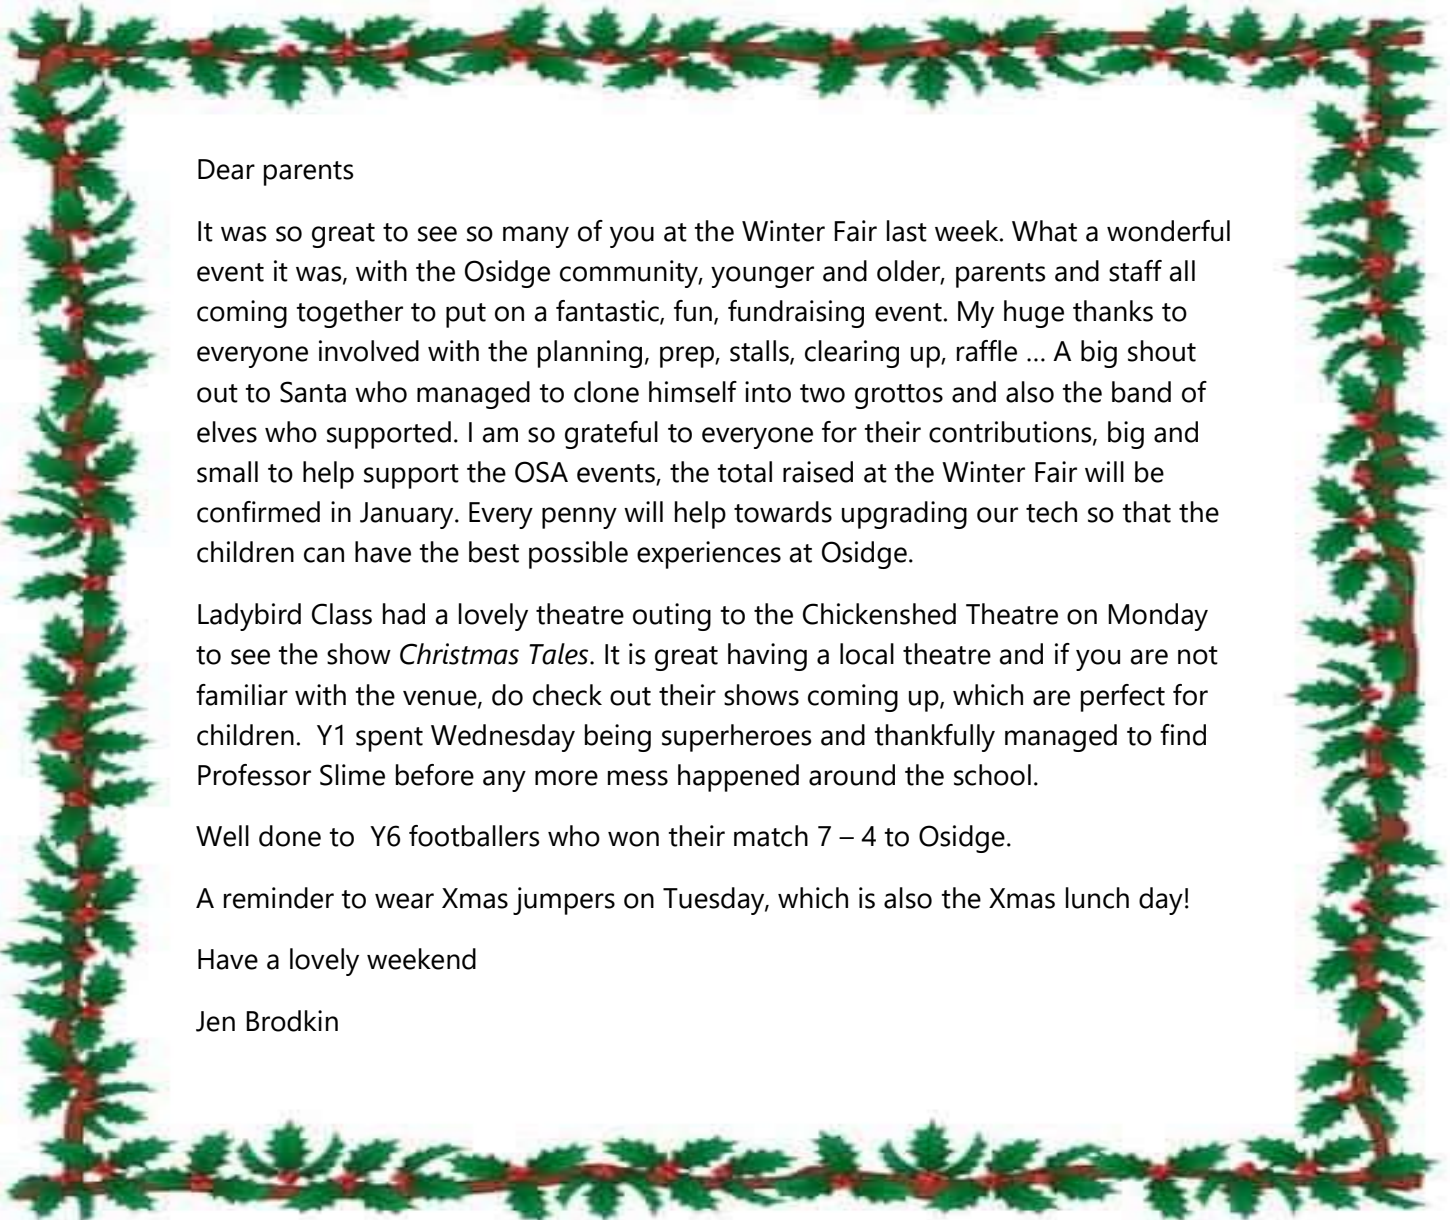 Dear parents
It was so great to see so many of you at the Winter Fair last week. What a wonderful
event it was, with the Osidge community, younger and older, parents and staff all
coming together to put on a fantastic, fun, fundraising event. My huge thanks to
everyone involved with the planning, prep, stalls, clearing up, raffle … A big shout
out to Santa who managed to clone himself into two grottos and also the band of
elves who supported. I am so grateful to everyone for their contributions, big and
small to help support the OSA events, the total raised at the Winter Fair will be
confirmed in January. Every penny will help towards upgrading our tech so that the
children can have the best possible experiences at Osidge.
Ladybird Class had a lovely theatre outing to the Chickenshed Theatre on Monday
to see the show Christmas Tales. It is great having a local theatre and if you are not
familiar with the venue, do check out their shows coming up, which are perfect for
children.  Y1 spent Wednesday being superheroes and thankfully managed to find
Professor Slime before any more mess happened around the school.
Well done to  Y6 footballers who won their match 7 – 4 to Osidge.
A reminder to wear Xmas jumpers on Tuesday, which is also the Xmas lunch day!
Have a lovely weekend
Jen Brodkin